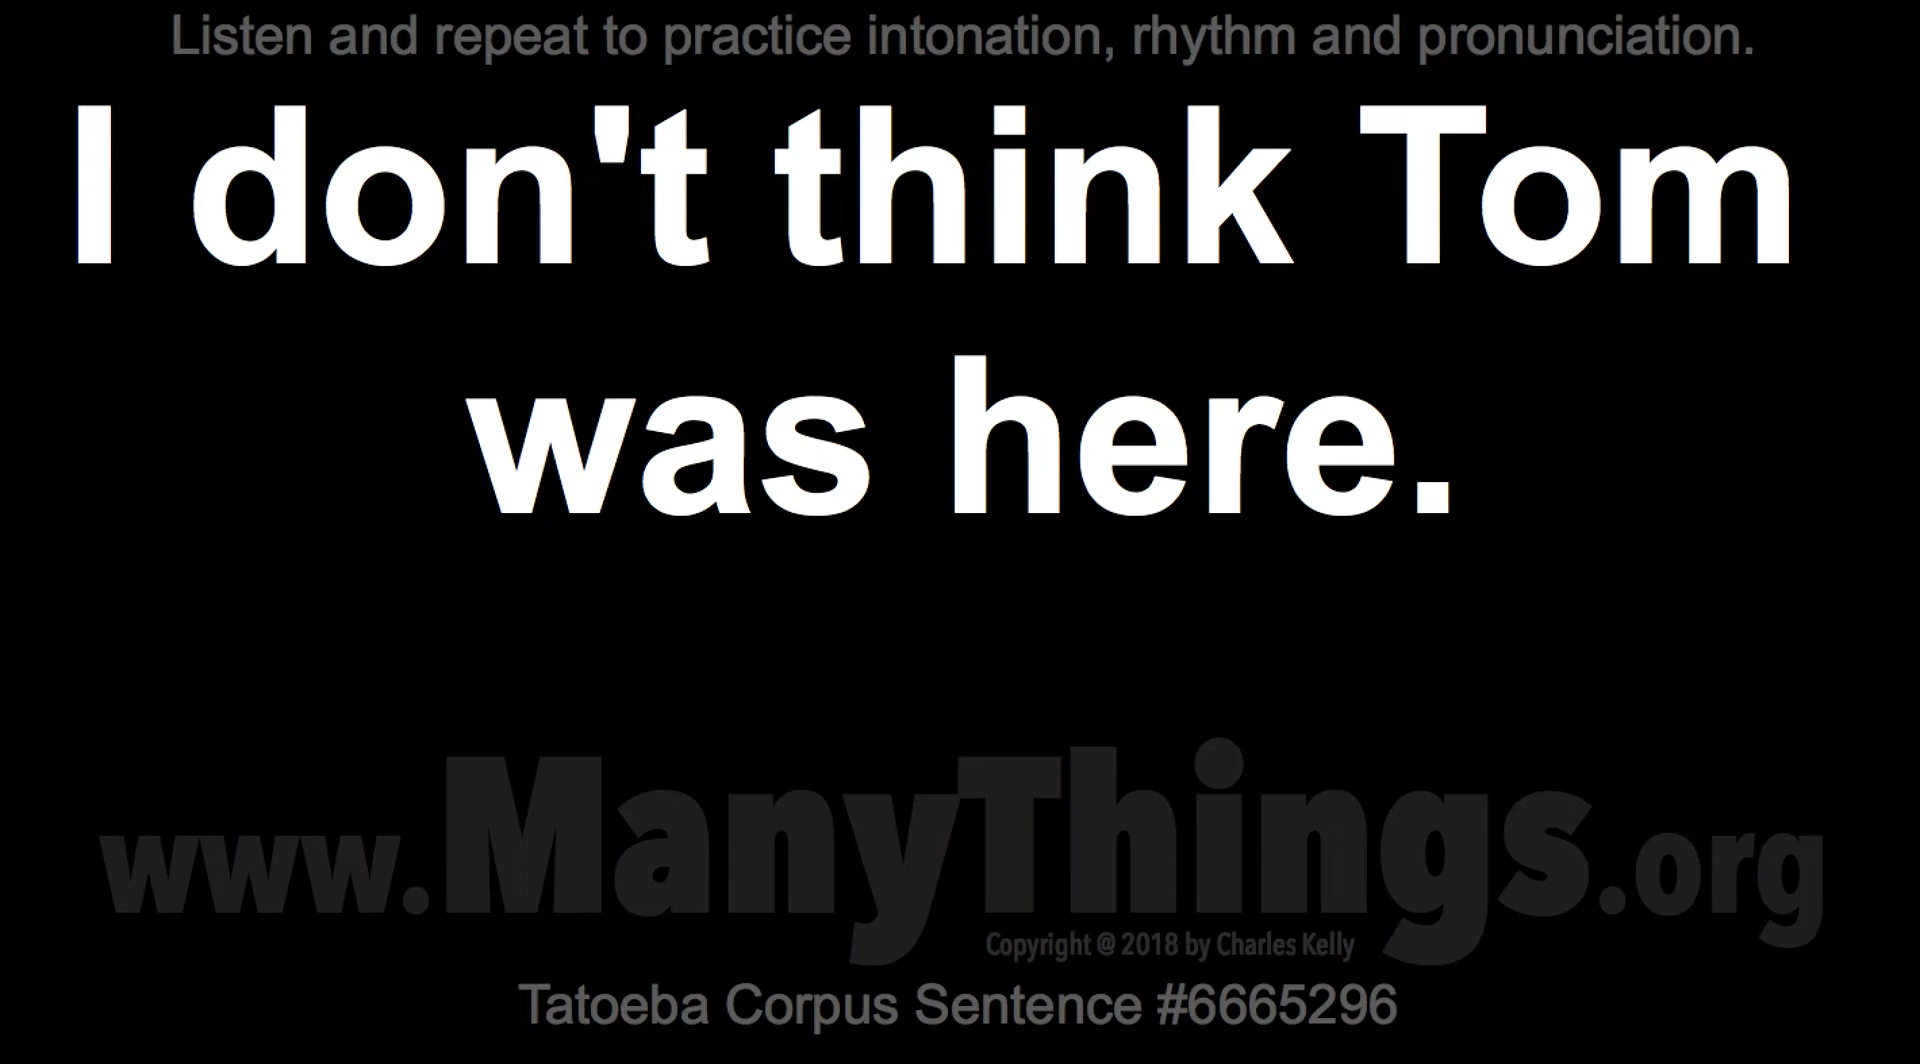 Listen and repeat to practice intonation, rhythm and pronunciation.
I don't think Tom
was here.
www.ManyThings.org
Copyright @ 2018 by Charles Kelly
Tatoeba Corpus Sentence #6665296